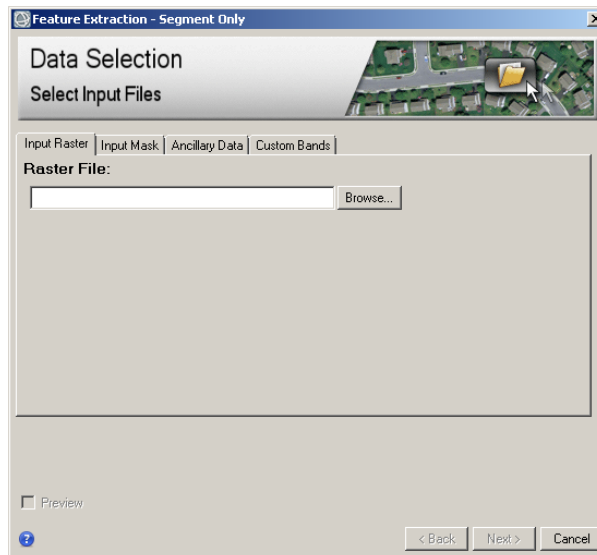 Feature Extraction - Segment Only
Data Selection
Select Input Files
Input Raster Input Mask Ancillary Data Custom Bands
Raster File:
Browse...
Preview
< Back Next > Cancel